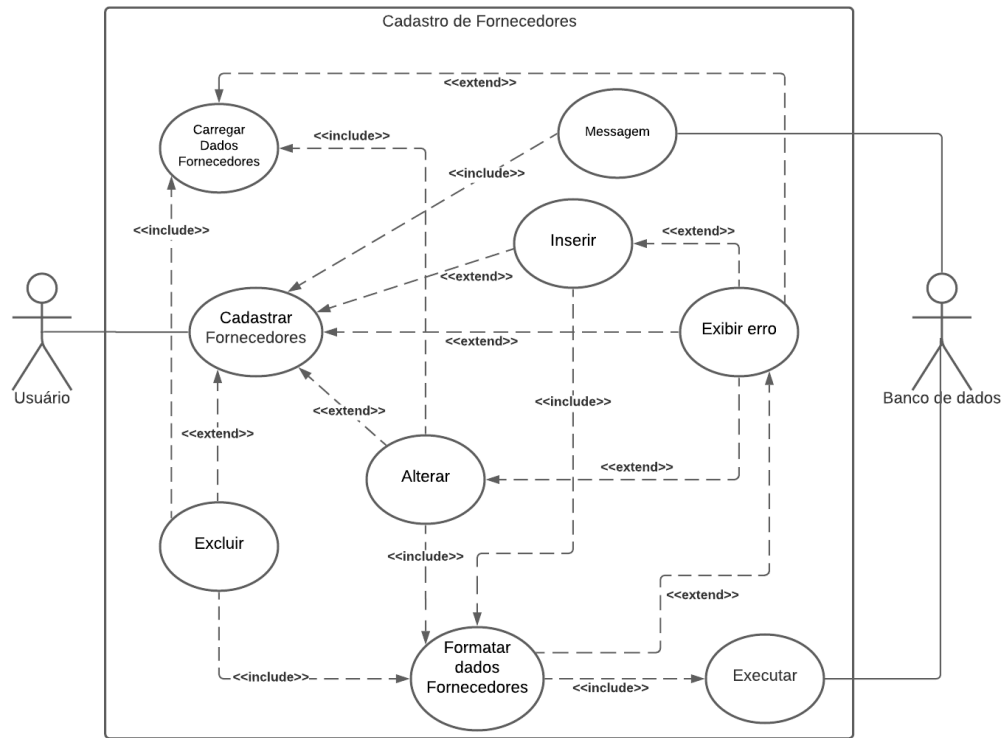 Cadastro de Fornecedores
<<extend>>
Carregar
Dados
Fornecedores
<<include>>
Messagem
<<include>>
<<include>>
Inserir
<<extend>>
<<extend>>
Cadastrar
Fornecedores
Exibir erro
<<extend>>
Usuário
Banco de dados
<<include>>
<<extend>>
<<extend>>
Alterar
<<extend>>
Excluir
<<include>>
<<extend>>
Formatar
dados
Fornecedores
<<include>>
<<include>>
Executar